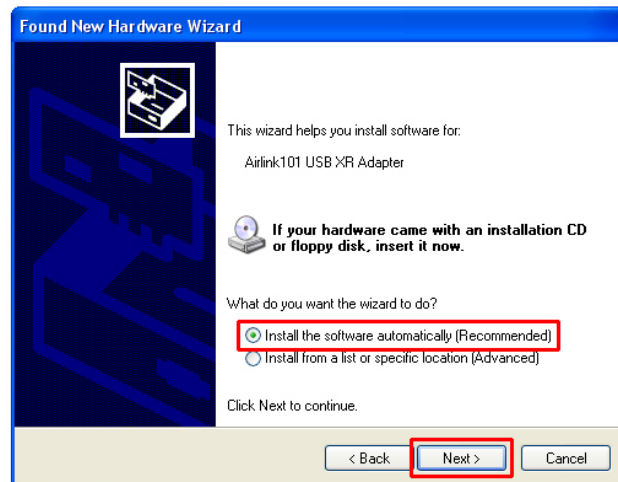 Found New Hardware Wizard
This wizard helps you install software for:
Airlink101 USB XR Adapter
If your hardware came with an installation CD
or floppy disk, insert it now.
What do you want the wizard to do?
Install the software automatically (Recommended)
Install from a list or specific location (Advanced)
Click Next to continue.
< Back Next > Cancel